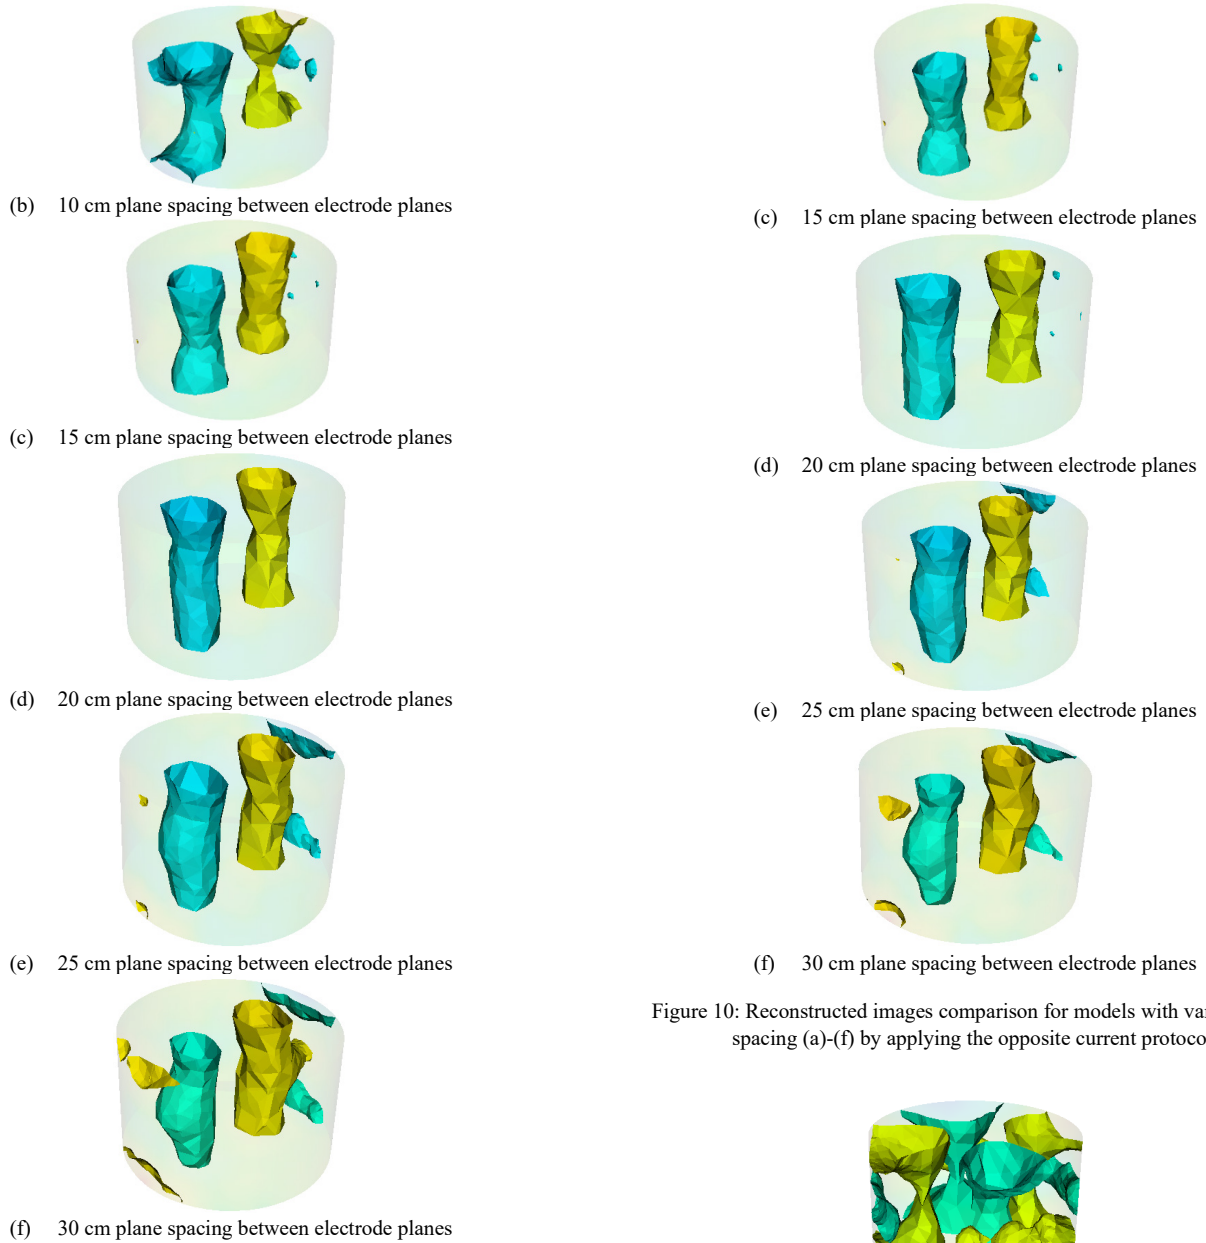 (b) 10 cm plane spacing between electrode planes
(c) 15 cm plane spacing between electrode planes
(d) 20 cm plane spacing between electrode planes
(e) 25 cm plane spacing between electrode planes
(f) 30 cm plane spacing between electrode planes
(c) 15 cm plane spacing between electrode planes
(d) 20 cm plane spacing between electrode planes
(e) 25 cm plane spacing between electrode planes
(f) 30 cm plane spacing between electrode planes
Figure 10: Reconstructed images comparison for models with
spacing (a)-(f) by applying the opposite current